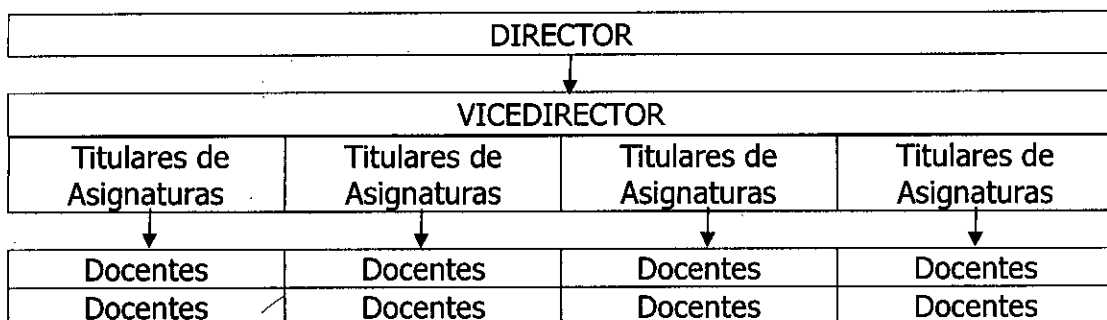 DIRECTOR
VICEDIRECTOR
Titulares de Asignaturas
Titulares de Asignaturas
Titulares de Asignaturas
Titulares de Asignaturas
Docentes Docentes Docentes Docentes
Docentes Docentes Docentes Docentes